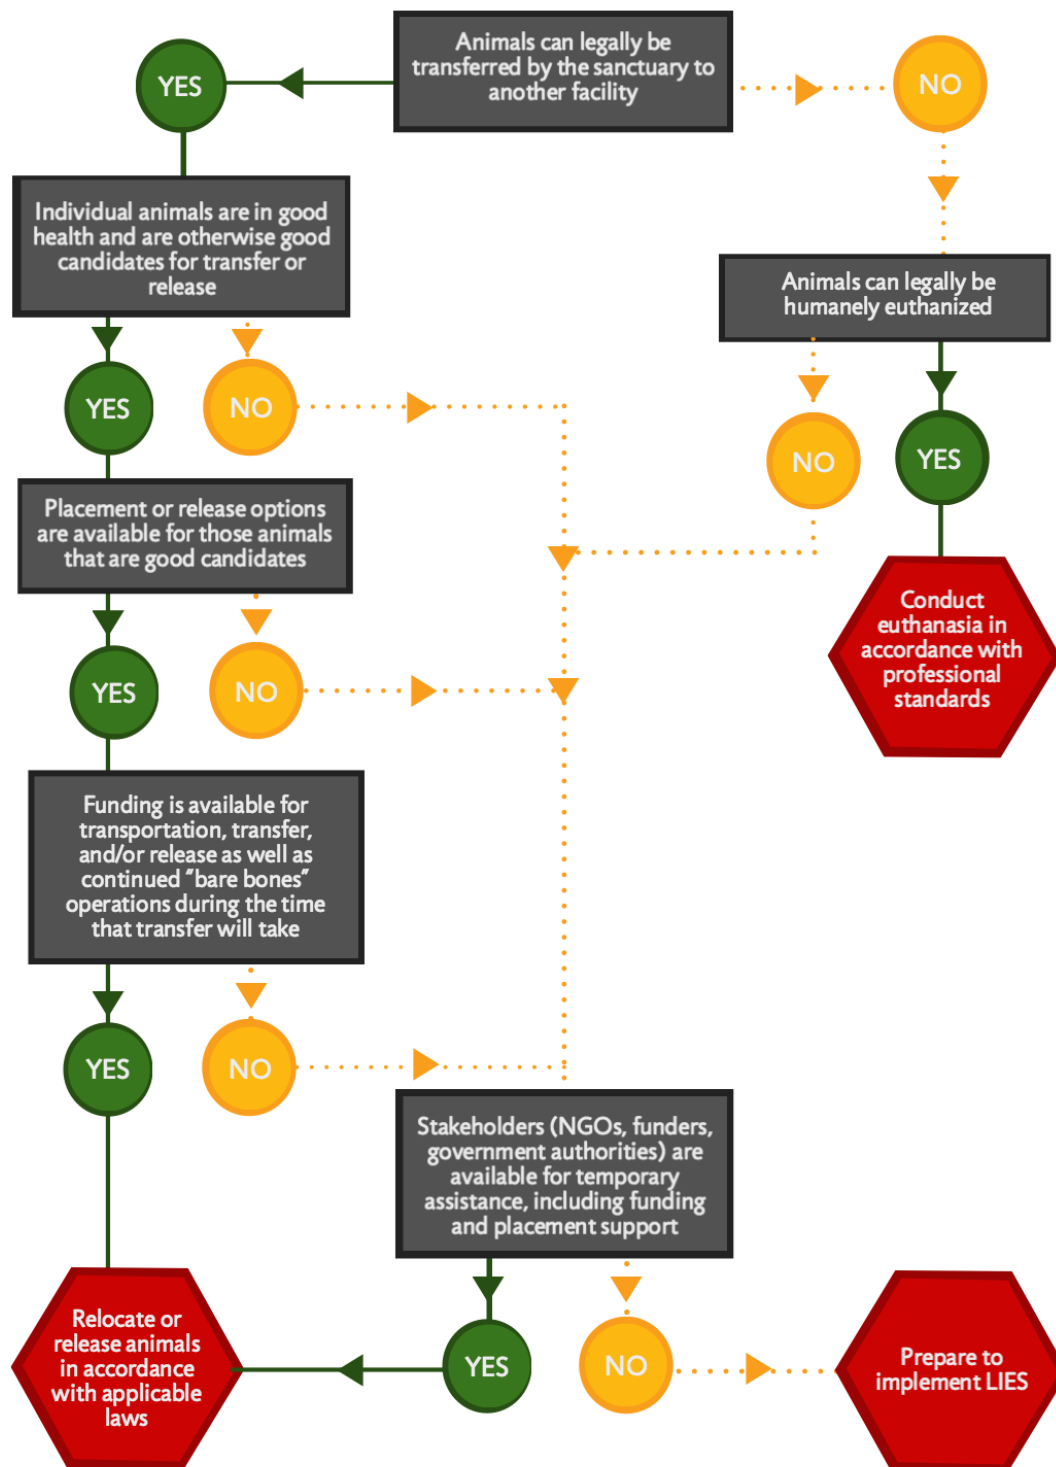 Animals can legally be
transferred by the sanctuary to
another facility
YES
NO
Individual animals are in good
health and are otherwise good
candidates for transfer or
release
Animals can legally be
humanely euthanized
YES
NO
NO
YES
Placement or release options
are available for those animals
that are good candidates
Conduct
euthanasia in
accordance with
professional
standards
YES
NO
Funding is available for
transportation, transfer,
and/or release as well as
continued "bare bones"
operations during the time
that transfer will take
YES
NO
Stakeholders (NGOs, funders,
government authorities) are
available for temporary
assistance, including funding
and placement support
Relocate or
release animals
in accordance
with applicable
laws
YES
NO
Prepare to
implement LIES